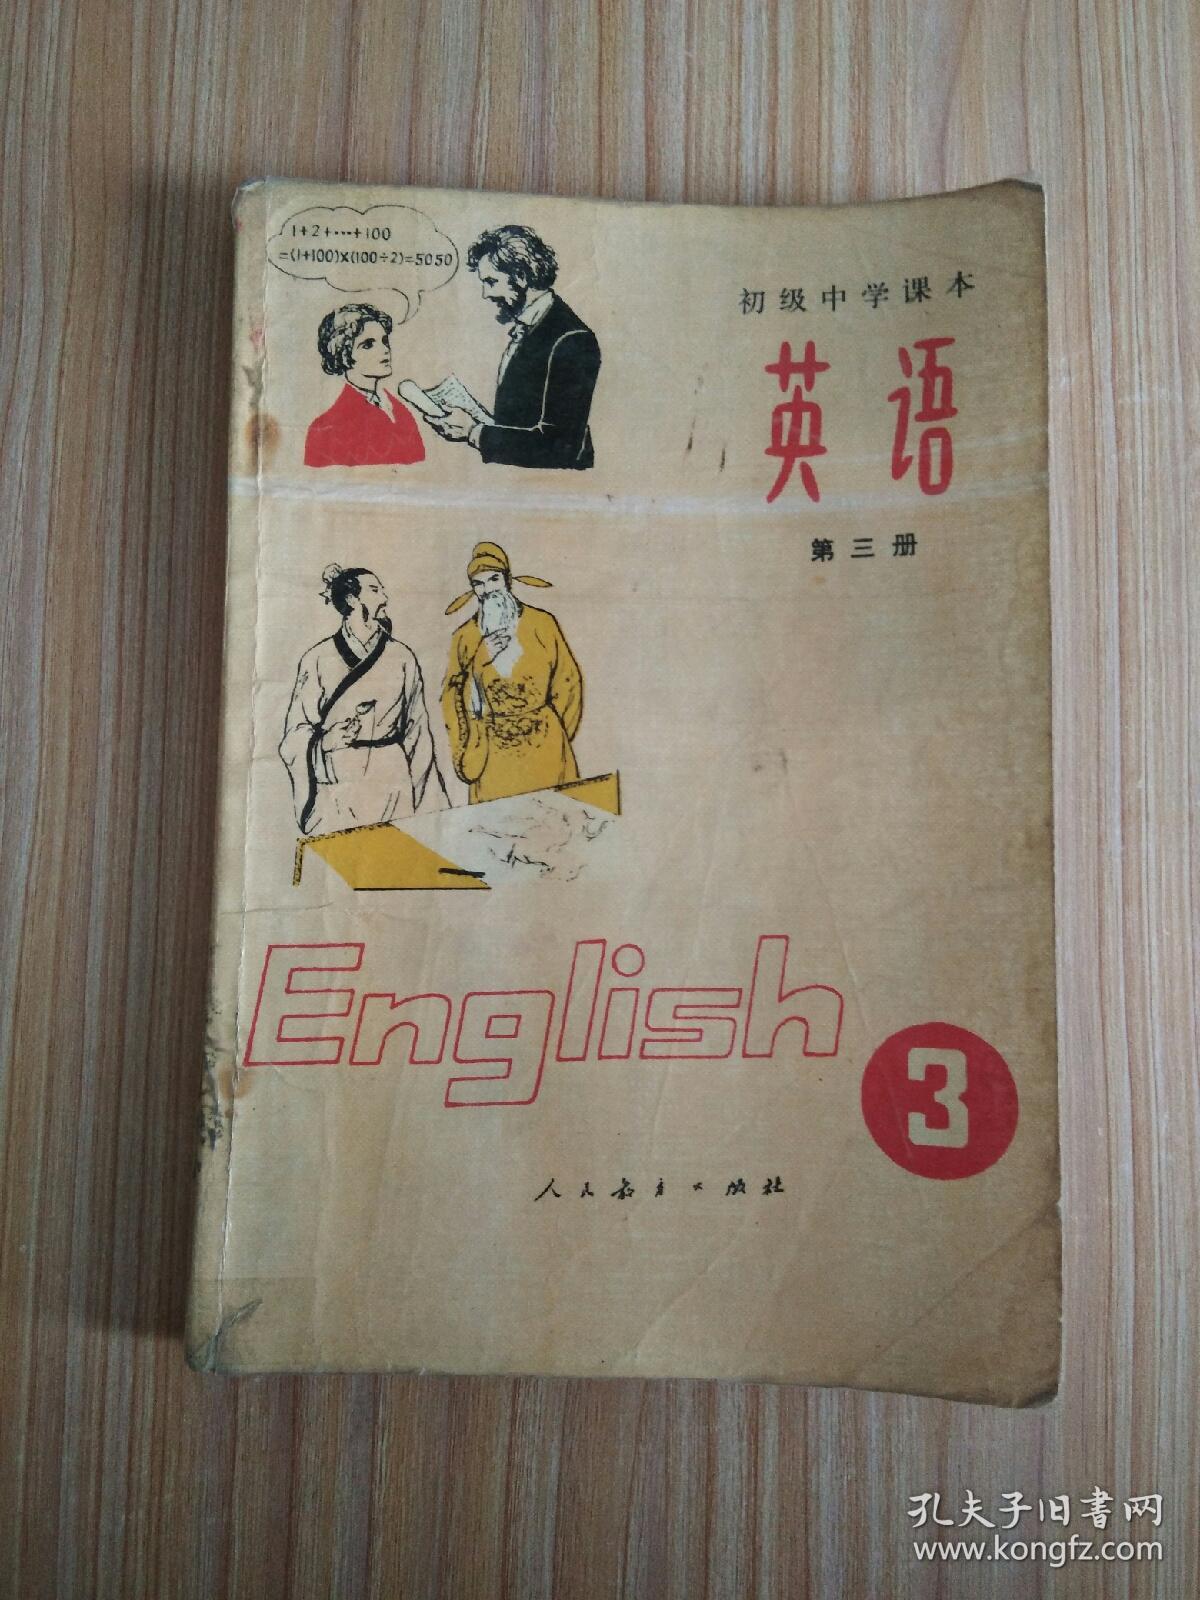 1+2+···+100
=(1+100)×(100÷2)=5050
初级中学课本
英语
第三册
English
3
人民教育出版社
孔夫子旧书网
www.kongfz.com